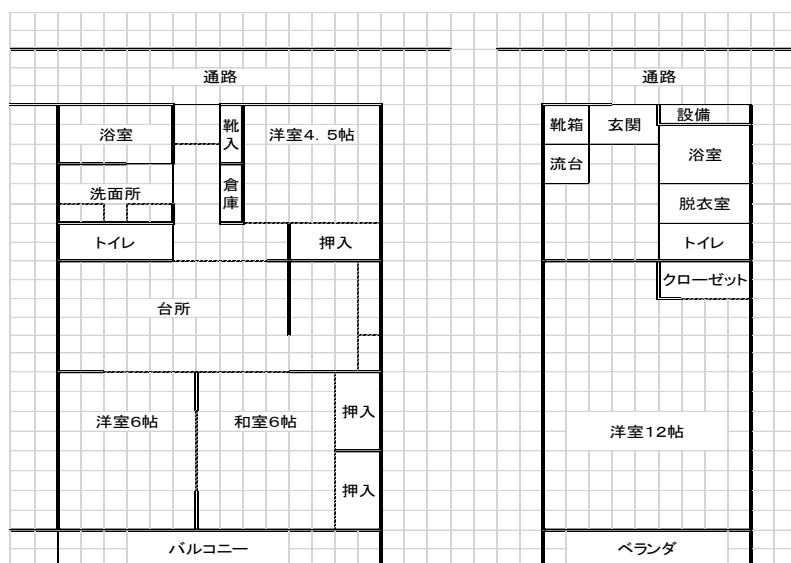 通路
浴室
靴入
洋室4．5帖
洗面所
倉庫
トイレ
押入
台所
洋室6帖
和室6帖
押入
押入
バルコニー
通路
靴箱
玄関
設備
流台
浴室
脱衣室
トイレ
クローゼット
洋室12帖
ベランダ